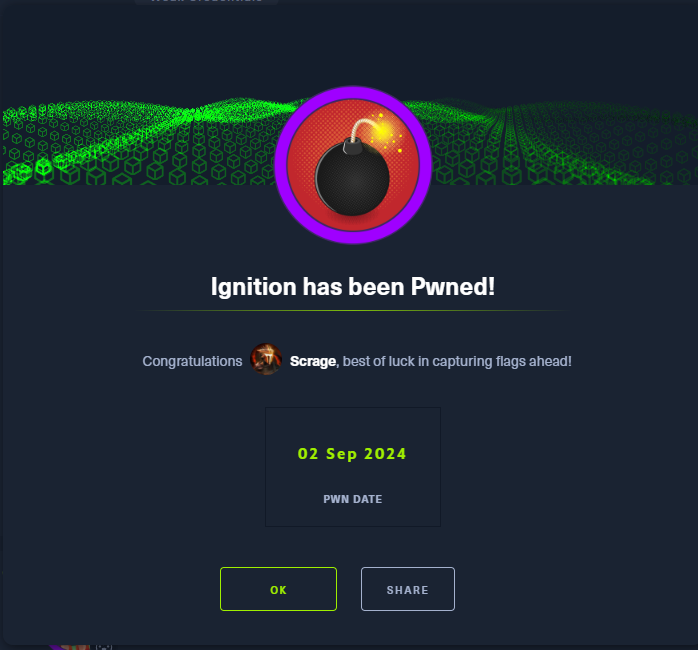 Ignition has been Pwned!
Congratulations Scrage, best of luck in capturing flags ahead!
02 Sep 2024
PWN DATE
OK SHARE